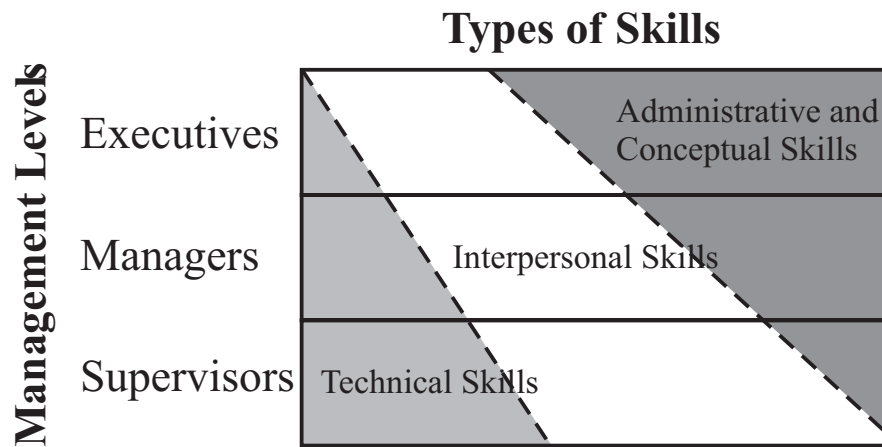 Types of Skills
Management Levels
Executives
Administrative and
Conceptual Skills
Managers
Interpersonal Skills
Supervisors
Technical Skills